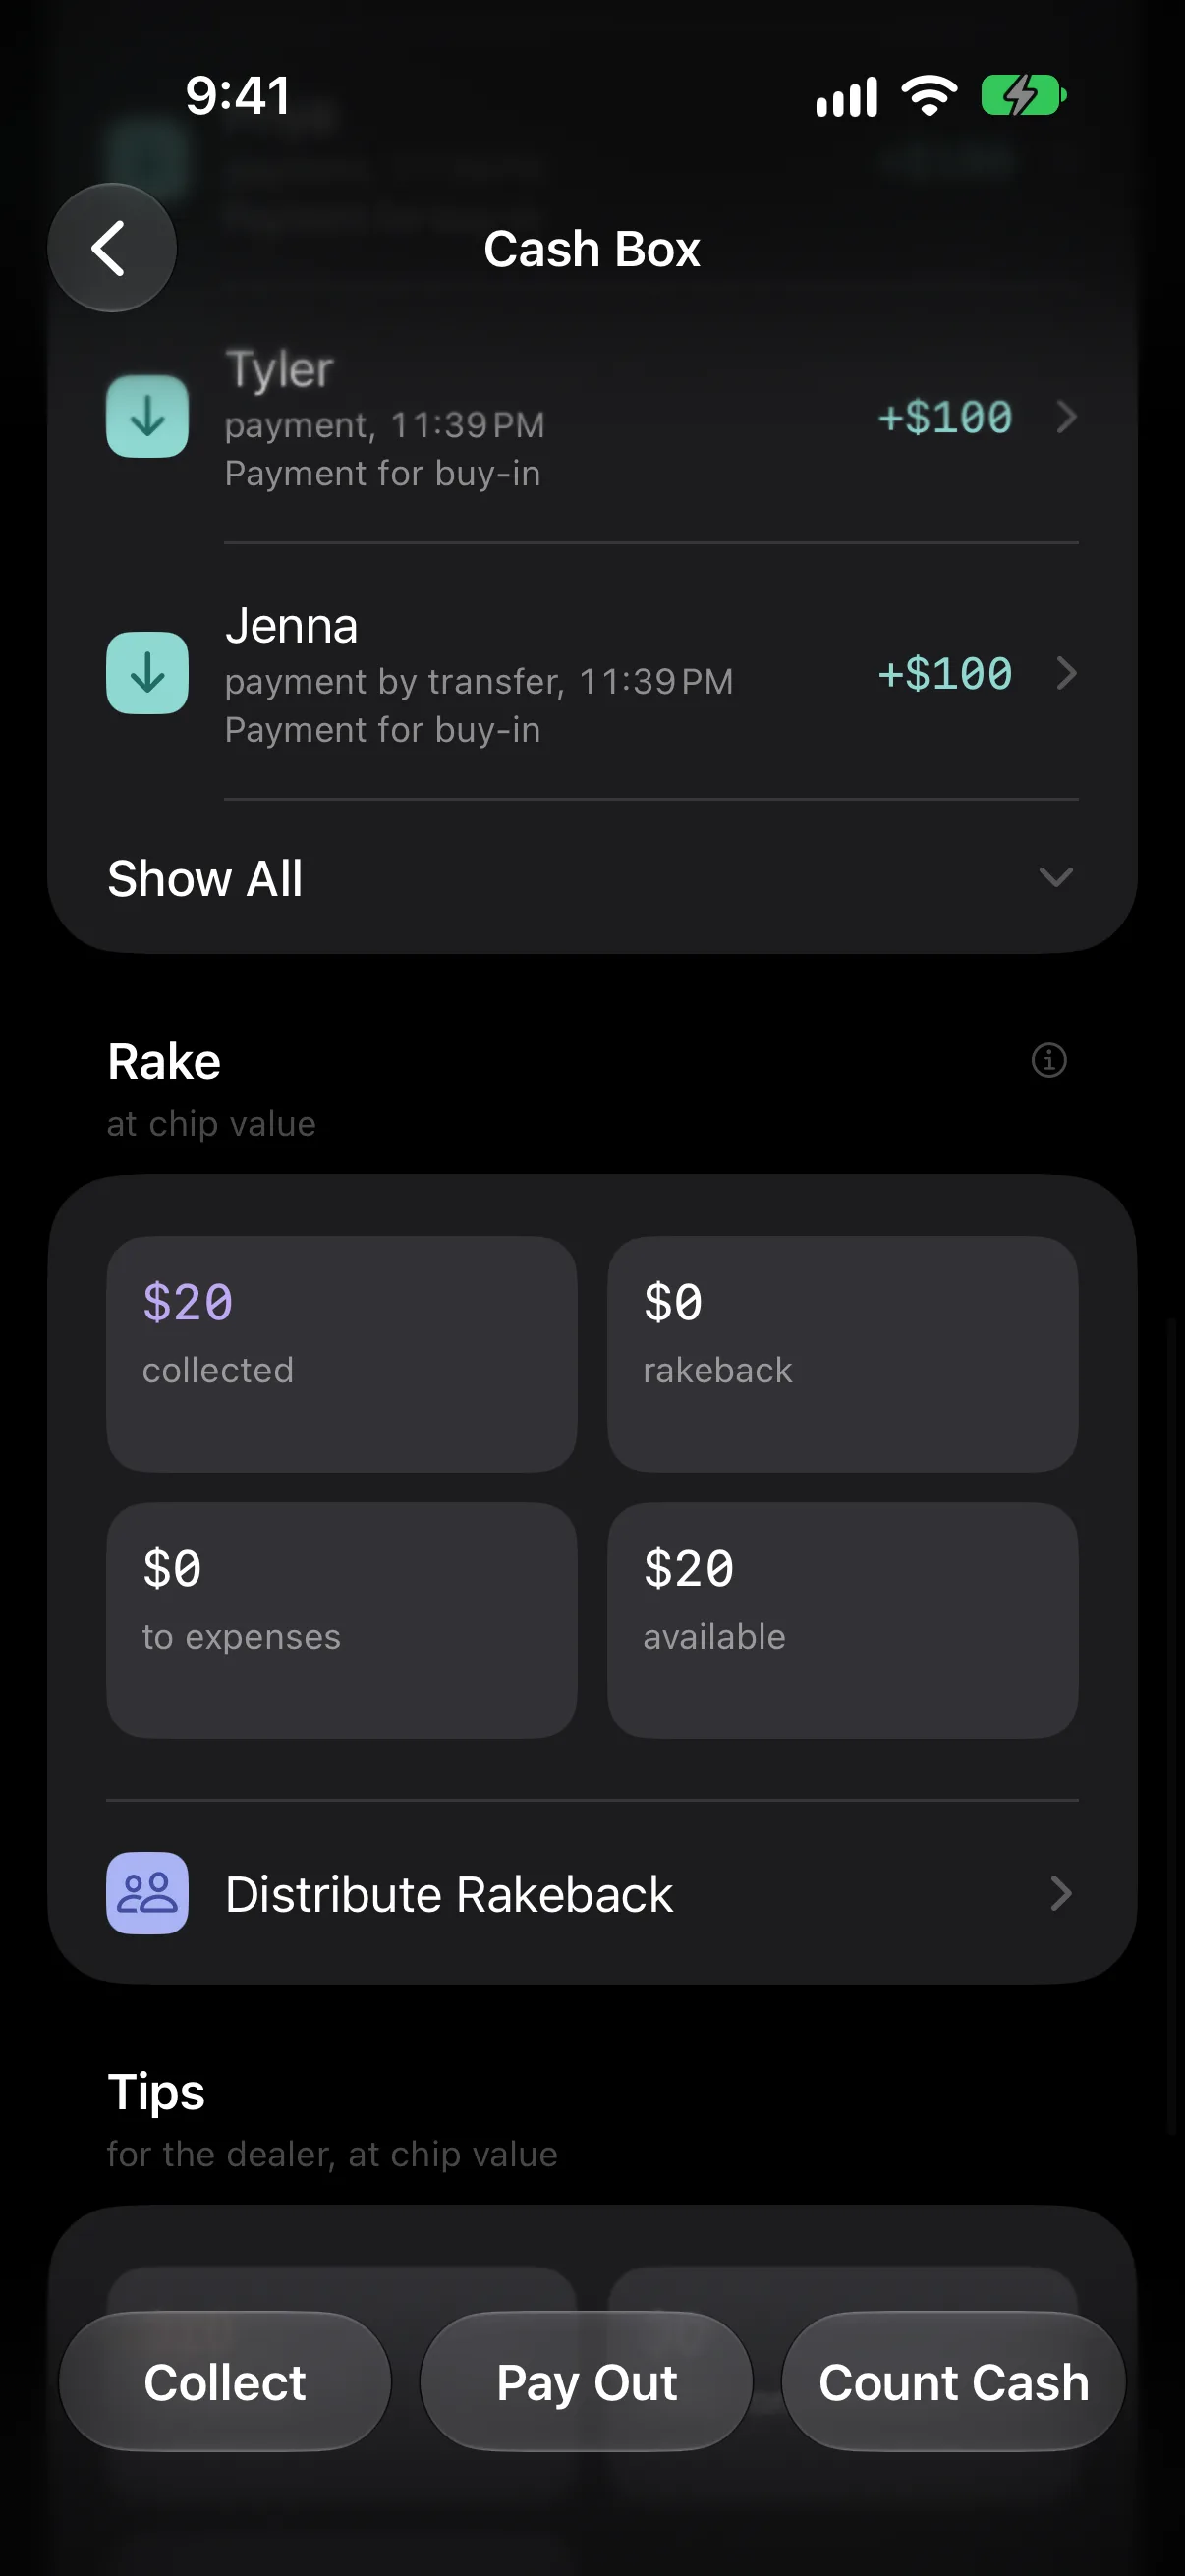 9:41
Cash Box
Tyler
payment, 11:39 PM
Payment for buy-in
+$100
Jenna
payment by transfer, 11:39 PM
Payment for buy-in
+$100
Show All
Rake
at chip value
$20
collected
$0
rakeback
$0
to expenses
$20
available
Distribute Rakeback
Tips
for the dealer, at chip value
Collect
Pay Out
Count Cash